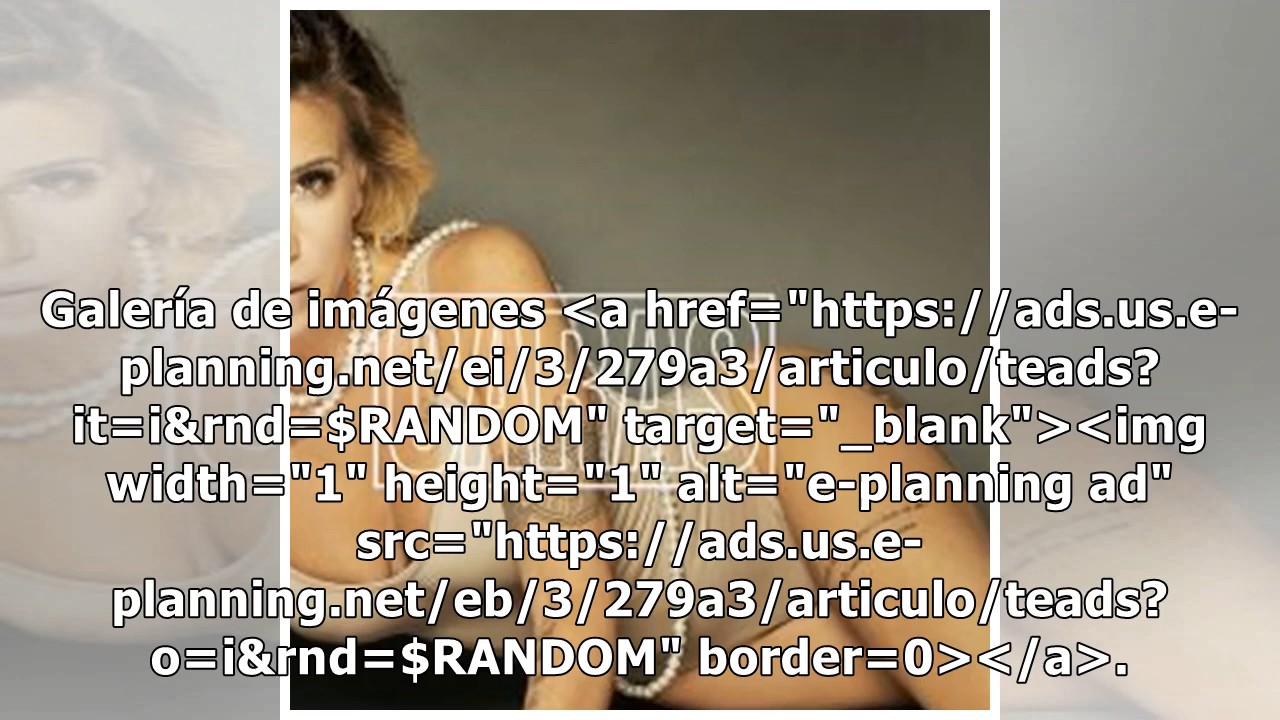 Galería de imágenes <a href="https://ads.us.e-
planning.net/ei/3/279a3/articulo/teads?
it=i&rnd=$RANDOM" target="_blank"><img
width="1" height="1" alt="e-planning ad"
src="https://ads.us.e-
planning.net/eb/3/279a3/articulo/teads?
o=i&rnd=$RANDOM" border=0></a>.